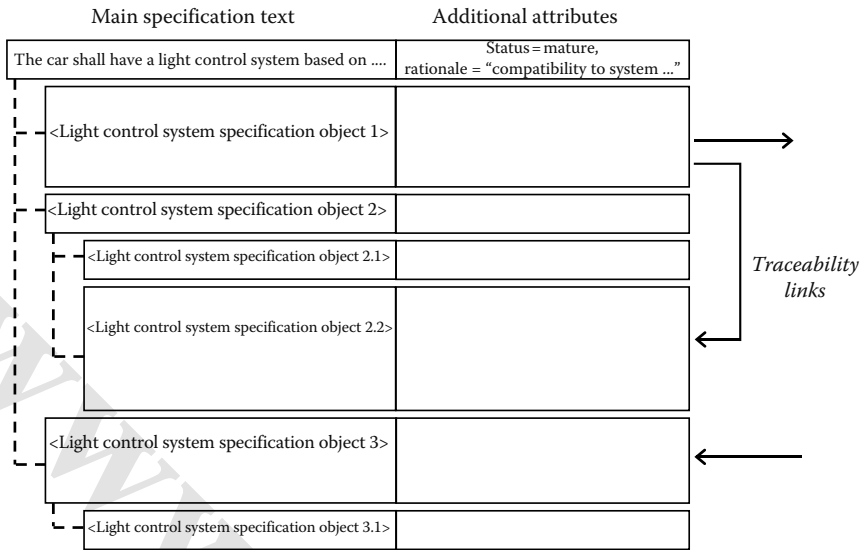 Main specification text
Additional attributes
The car shall have a light control system based on ....
Status = mature,
rationale = “compatibility to system ...”
<Light control system specification object 1>
<Light control system specification object 2>
<Light control system specification object 2.1>
Traceability
links
<Light control system specification object 2.2>
<Light control system specification object 3>
<Light control system specification object 3.1>